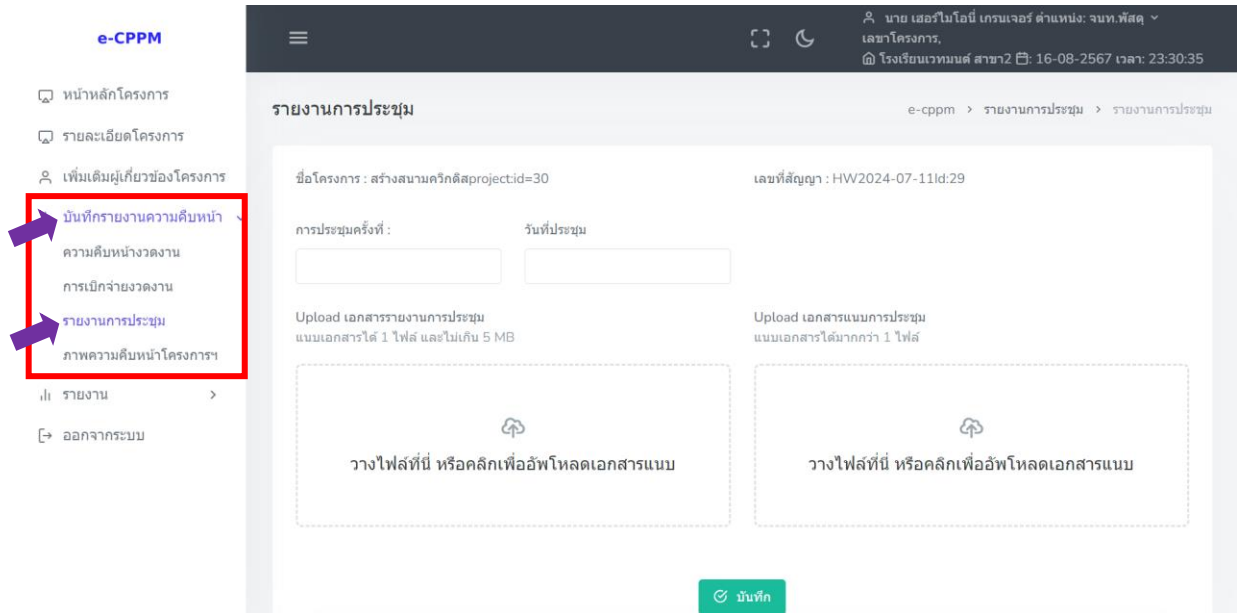 e-CPPM
นาย เฮอร์ไมโอนี่ เกรนเจอร์ ตำแหน่ง: จนท.พัสดุ
เลขาโครงการ,
โรงเรียนเวทมนต์ สาขา2 : 16-08-2567 เวลา: 23:30:35
หน้าหลักโครงการ
รายละเอียดโครงการ
เพิ่มเติมผู้เกี่ยวข้องโครงการ
บันทึกรายงานความคืบหน้า
ความคืบหน้างวดงาน
การเบิกจ่ายงวดงาน
รายงานการประชุม
ภาพความคืบหน้าโครงการฯ
รายงาน
ออกจากระบบ
รายงานการประชุม
e-cppm > รายงานการประชุม > รายงานการประชุม
ชื่อโครงการ : สร้างสนามควิกดิสproject:id=30
เลขที่สัญญา : HW2024-07-11Id:29
การประชุมครั้งที่ :
วันที่ประชุม
Upload เอกสารรายงานการประชุม
แนบเอกสารได้ 1 ไฟล์ และไม่เกิน 5 MB
Upload เอกสารแนบการประชุม
แนบเอกสารได้มากกว่า 1 ไฟล์
วางไฟล์ที่นี่ หรือคลิกเพื่ออัพโหลดเอกสารแนบ
วางไฟล์ที่นี่ หรือคลิกเพื่ออัพโหลดเอกสารแนบ
บันทึก